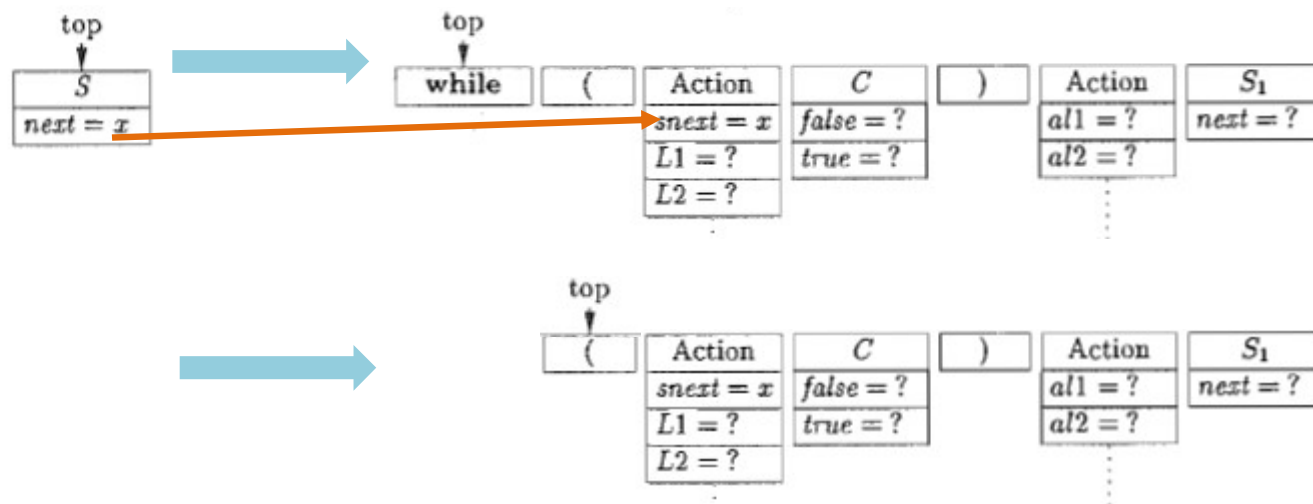 top
top
S
while ( Action C ) Action S₁
next = x
snext = x false = ? al1 = ? next = ?
L1 = ? true = ? al2 = ?
L2 = ?
top
( Action C ) Action S₁
snext = x false = ? al1 = ? next = ?
L1 = ? true = ? al2 = ?
L2 = ?